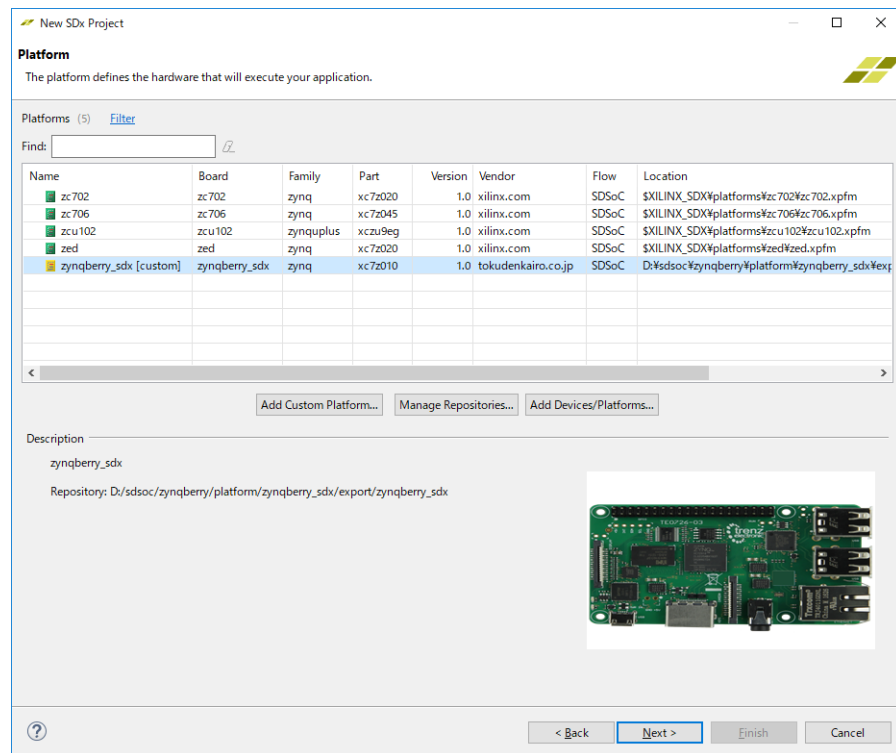 New SDx Project
Platform
The platform defines the hardware that will execute your application.
Platforms (5) Filter
Find:
Name Board Family Part Version Vendor Flow Location
zc702 zc702 zynq xc7z020 1.0 xilinx.com SDSoC $XILINX_SDX¥platforms¥zc702¥zc702.xpfm
zc706 zc706 zynq xc7z045 1.0 xilinx.com SDSoC $XILINX_SDX¥platforms¥zc706¥zc706.xpfm
zcu102 zcu102 zynquplus xczu9eg 1.0 xilinx.com SDSoC $XILINX_SDX¥platforms¥zcu102¥zcu102.xpfm
zed zed zynq xc7z020 1.0 xilinx.com SDSoC $XILINX_SDX¥platforms¥zed¥zed.xpfm
zynqberry_sdx [custom] zynqberry_sdx zynq xc7z010 1.0 tokudenkairo.co.jp SDSoC D:¥sdsoc¥zynqberry¥platform¥zynqberry_sdx¥exp
Add Custom Platform... Manage Repositories... Add Devices/Platforms...
Description
zynqberry_sdx
Repository: D:/sdsoc/zynqberry/platform/zynqberry_sdx/export/zynqberry_sdx
TE0726-03
trenz
electronic
? < Back Next > Finish Cancel